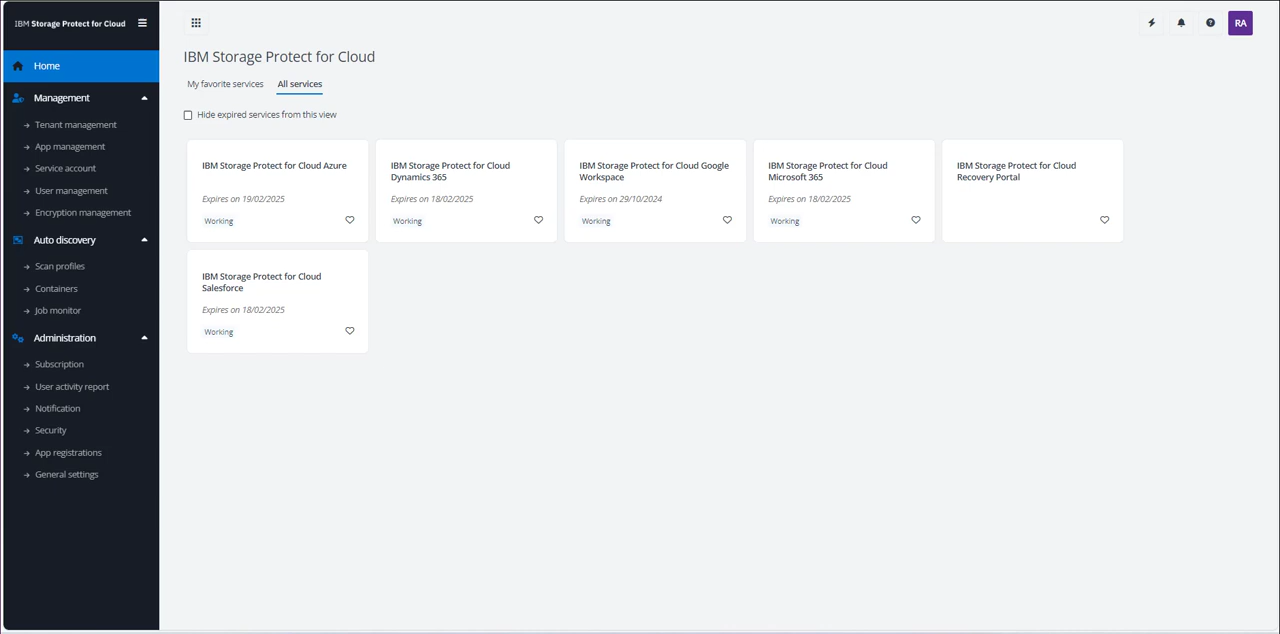 IBM Storage Protect for Cloud
Home
Management
Tenant management
App management
Service account
User management
Encryption management
Auto discovery
Scan profiles
Containers
Job monitor
Administration
Subscription
User activity report
Notification
Security
App registrations
General settings
RA
IBM Storage Protect for Cloud
My favorite services
All services
Hide expired services from this view
IBM Storage Protect for Cloud Azure
Expires on 19/02/2025
Working
IBM Storage Protect for Cloud
Dynamics 365
Expires on 18/02/2025
Working
IBM Storage Protect for Cloud Google
Workspace
Expires on 29/10/2024
Working
IBM Storage Protect for Cloud
Microsoft 365
Expires on 18/02/2025
Working
IBM Storage Protect for Cloud
Recovery Portal
IBM Storage Protect for Cloud
Salesforce
Expires on 18/02/2025
Working